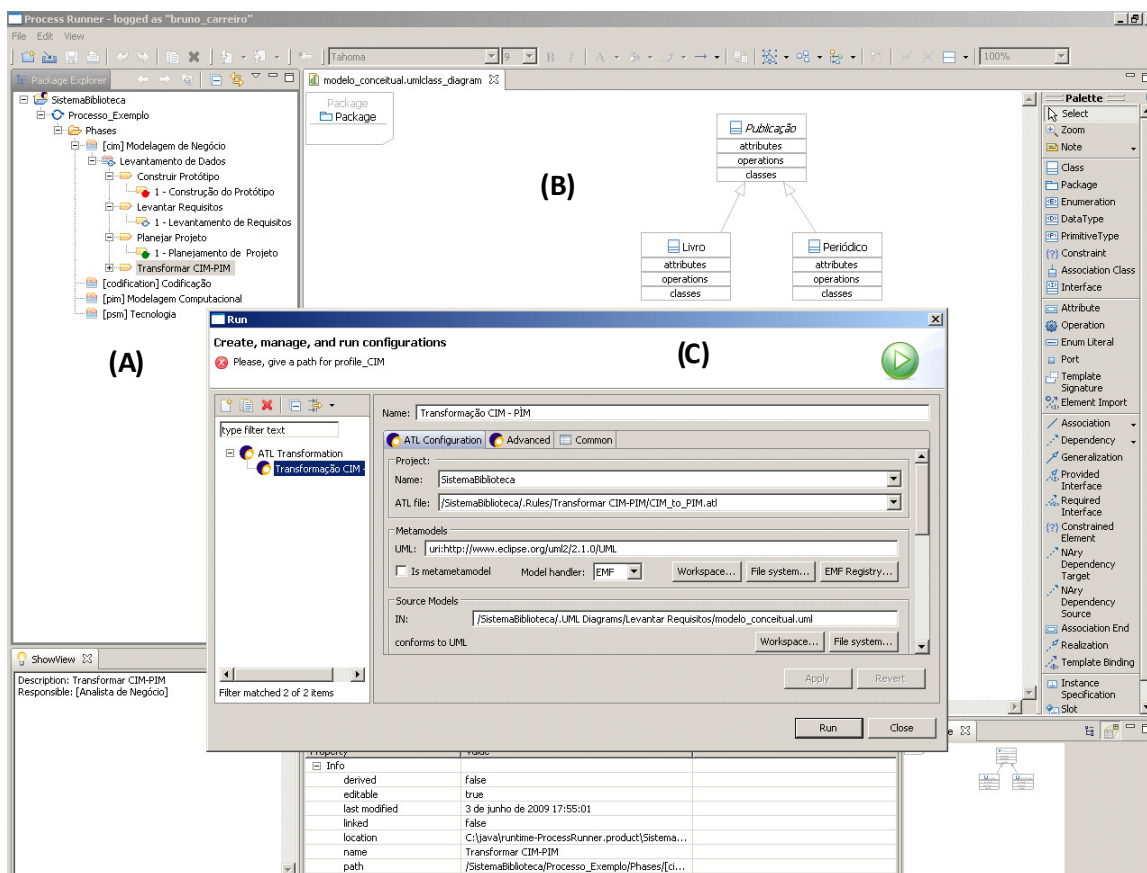 Process Runner - logged as "bruno_carreiro"
File Edit View
Tahoma
9
B I
A
100%
Package Explorer
SistemaBiblioteca
Processo_Exemplo
Phases
[cim] Modelagem de Negócio
Levantamento de Dados
Construir Protótipo
1 - Construção do Protótipo
Levantar Requisitos
1 - Levantamento de Requisitos
Planejar Projeto
1 - Planejamento de Projeto
Transformar CIM-PIM
[codification] Codificação
[pim] Modelagem Computacional
[psm] Tecnologia
(A)
modelo_conceitual.umlclass_diagram
Package
Package
(B)
Publicação
attributes
operations
classes
Livro
attributes
operations
classes
Periódico
attributes
operations
classes
Palette
Select
Zoom
Note
Class
Package
Enumeration
DataType
PrimitiveType
Constraint
Association Class
Interface
Attribute
Operation
Enum Literal
Port
Template
Signature
Element Import
Association
Dependency
Generalization
Provided
Interface
Required
Interface
Constrained
Element
NAry
Dependency
Target
NAry
Dependency
Source
Association End
Realization
Template Binding
Instance
Specification
Slot
Run
Create, manage, and run configurations
Please, give a path for profile_CIM
(C)
type filter text
ATL Transformation
Transformação CIM -
Filter matched 2 of 2 items
Name: Transformação CIM - PÌM
ATL Configuration Advanced Common
Project:
Name: SistemaBiblioteca
ATL file: /SistemaBiblioteca/.Rules/Transformar CIM-PIM/CIM_to_PIM.atl
Metamodels
UML: uri:http://www.eclipse.org/uml2/2.1.0/UML
Is metametamodel Model handler: EMF Workspace... File system... EMF Registry...
Source Models
IN: /SistemaBiblioteca/.UML Diagrams/Levantar Requisitos/modelo_conceitual.uml
conforms to UML Workspace... File system...
Apply Revert
Run Close
ShowView
Description: Transformar CIM-PIM
Responsible: [Analista de Negócio]
Property Value
Info
derived false
editable true
last modified 3 de junho de 2009 17:55:01
linked false
location C:\java\runtime-ProcessRunner.product\Sistema...
name Transformar CIM-PIM
path /SistemaBiblioteca/Processo_Exemplo/Phases/[ci...